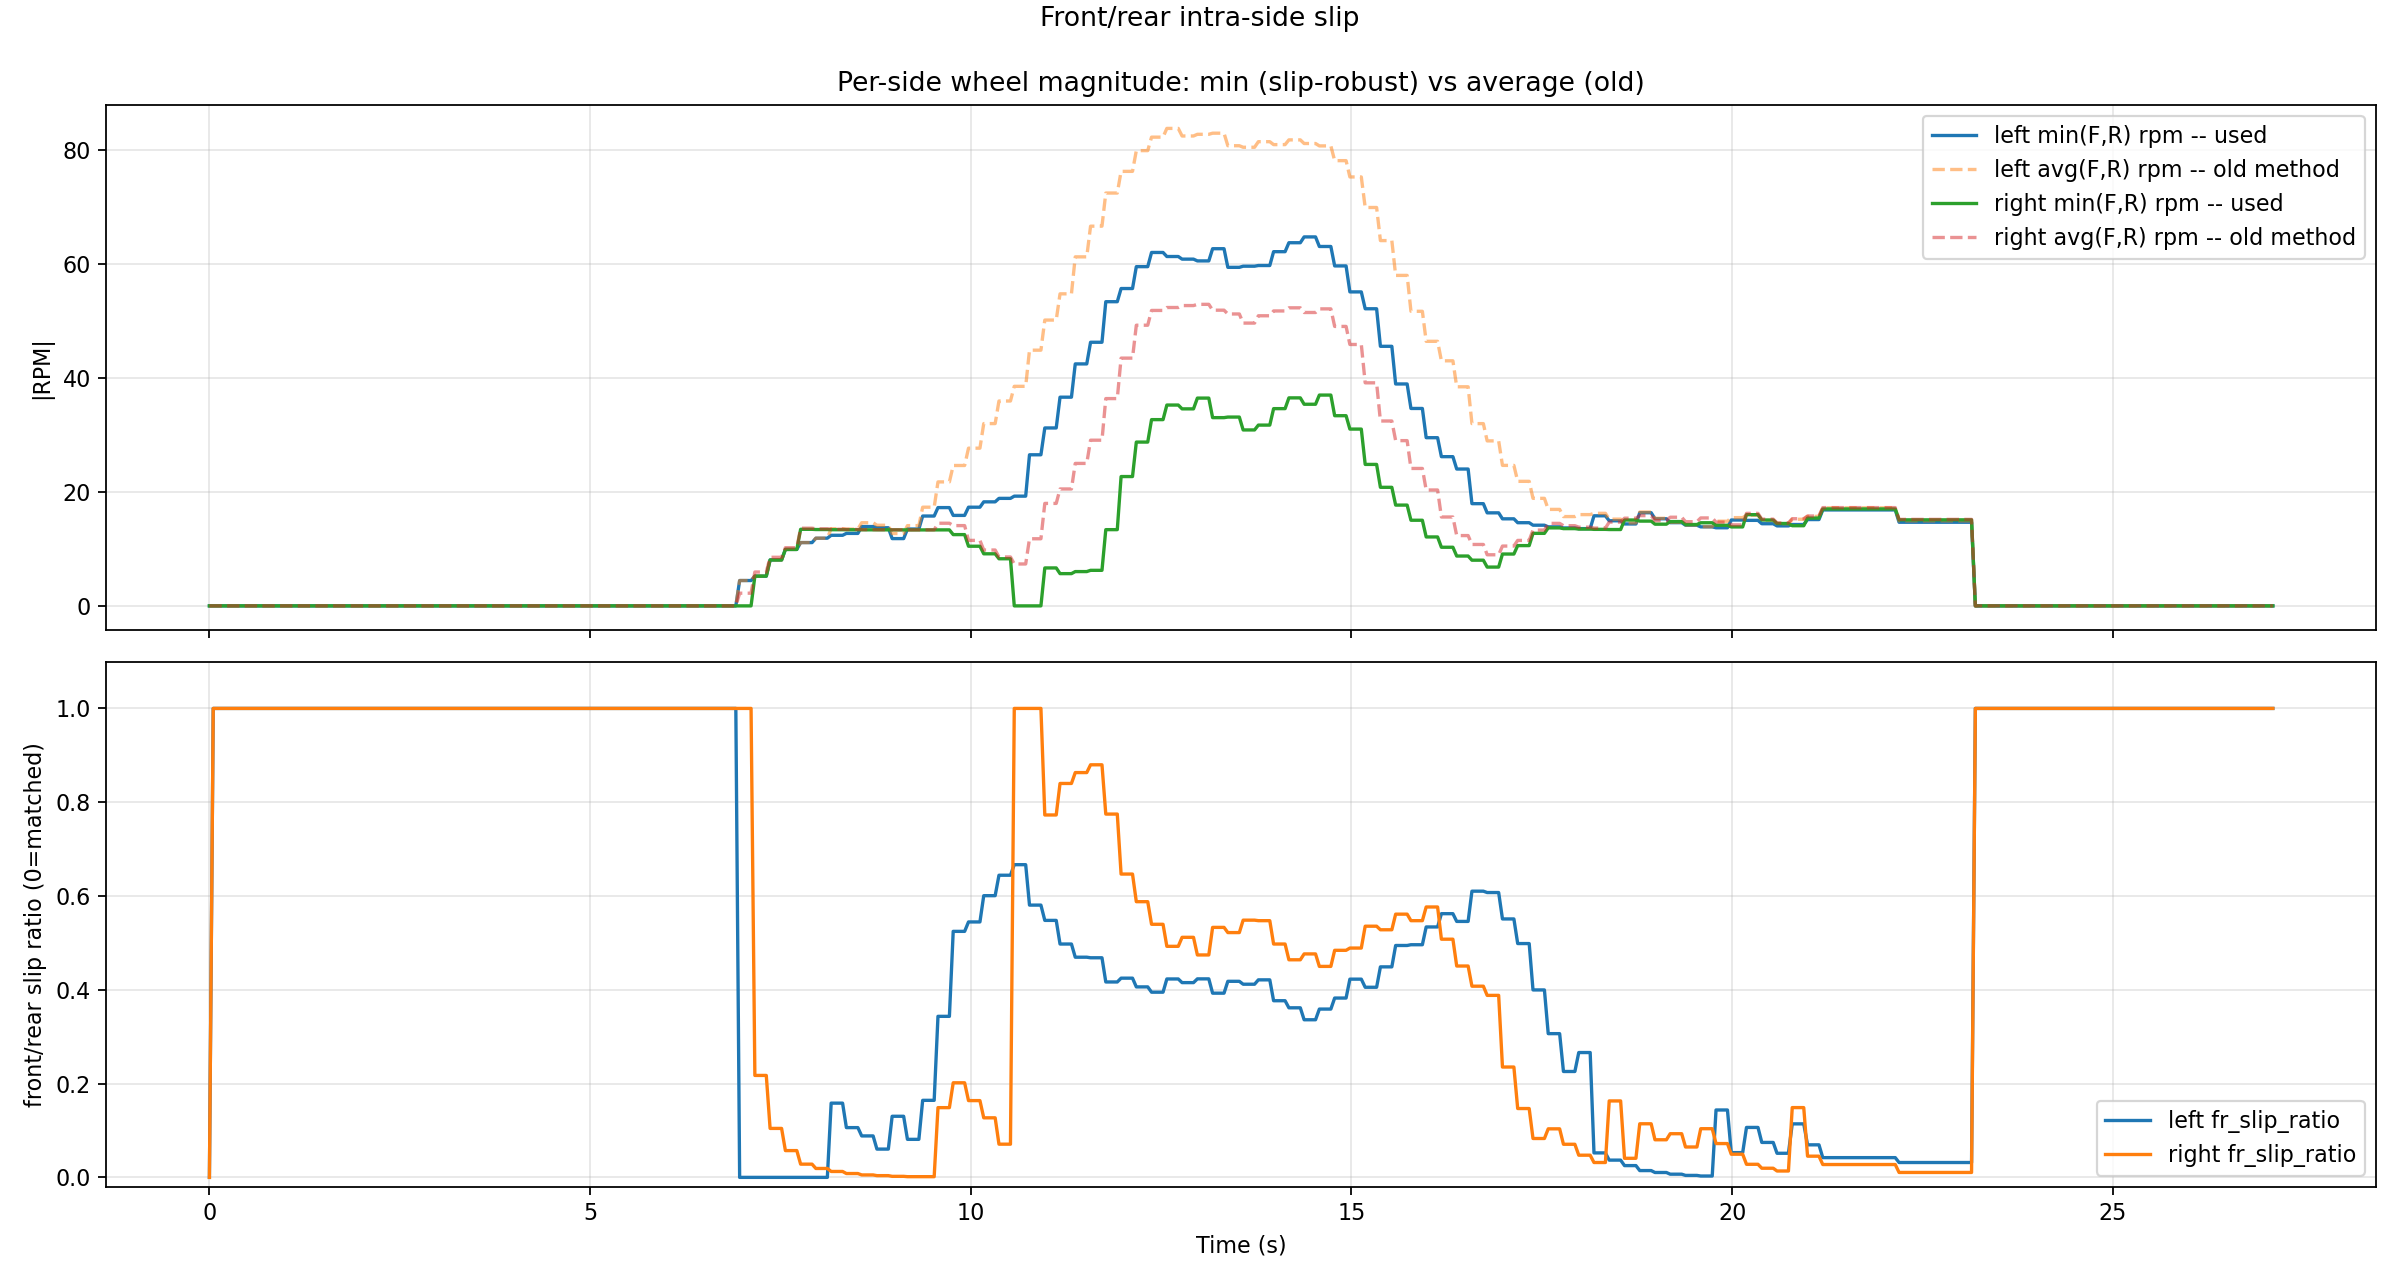 Front/rear intra-side slip
Per-side wheel magnitude: min (slip-robust) vs average (old)
|RPM|
80
60
40
20
0
left min(F,R) rpm -- used
left avg(F,R) rpm -- old method
right min(F,R) rpm -- used
right avg(F,R) rpm -- old method
front/rear slip ratio (0=matched)
1.0
0.8
0.6
0.4
0.2
0.0
left fr_slip_ratio
right fr_slip_ratio
0 5 10 15 20 25
Time (s)